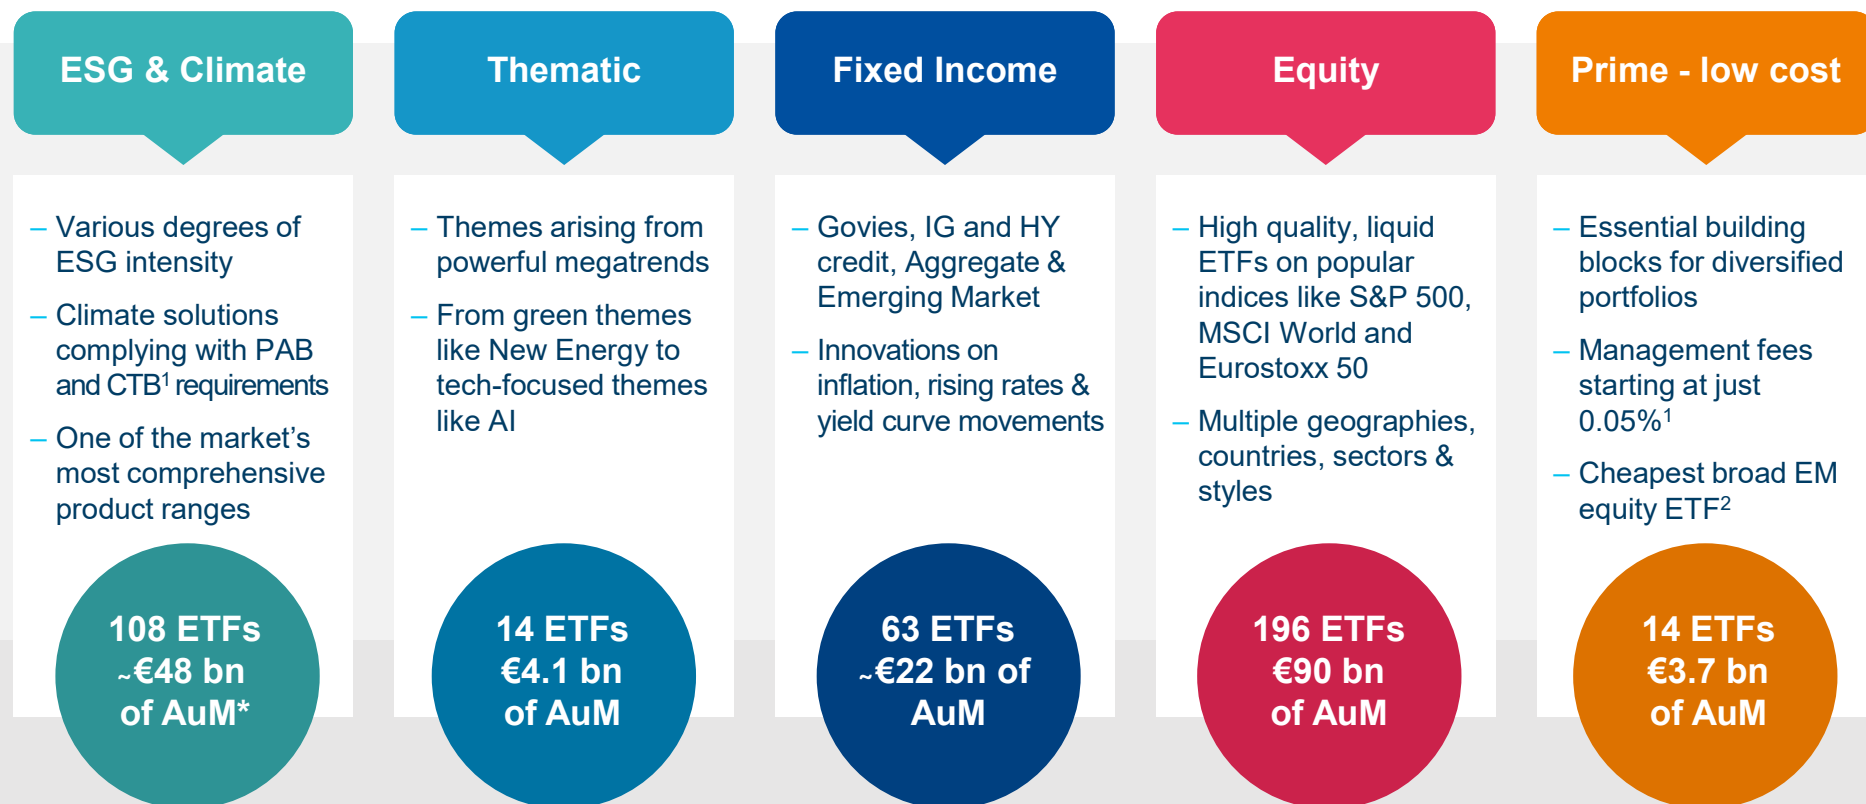 ESG & Climate
– Various degrees of
ESG intensity
– Climate solutions
complying with PAB
and CTB¹ requirements
– One of the market’s
most comprehensive
product ranges
108 ETFs
~€48 bn
of AuM*
Thematic
– Themes arising from
powerful megatrends
– From green themes
like New Energy to
tech-focused themes
like AI
14 ETFs
€4.1 bn
of AuM
Fixed Income
– Govies, IG and HY
credit, Aggregate &
Emerging Market
– Innovations on
inflation, rising rates &
yield curve movements
63 ETFs
~€22 bn of
AuM
Equity
– High quality, liquid
ETFs on popular
indices like S&P 500,
MSCI World and
Eurostoxx 50
– Multiple geographies,
countries, sectors &
styles
196 ETFs
€90 bn
of AuM
Prime - low cost
– Essential building
blocks for diversified
portfolios
– Management fees
starting at just
0.05%¹
– Cheapest broad EM
equity ETF²
14 ETFs
€3.7 bn
of AuM